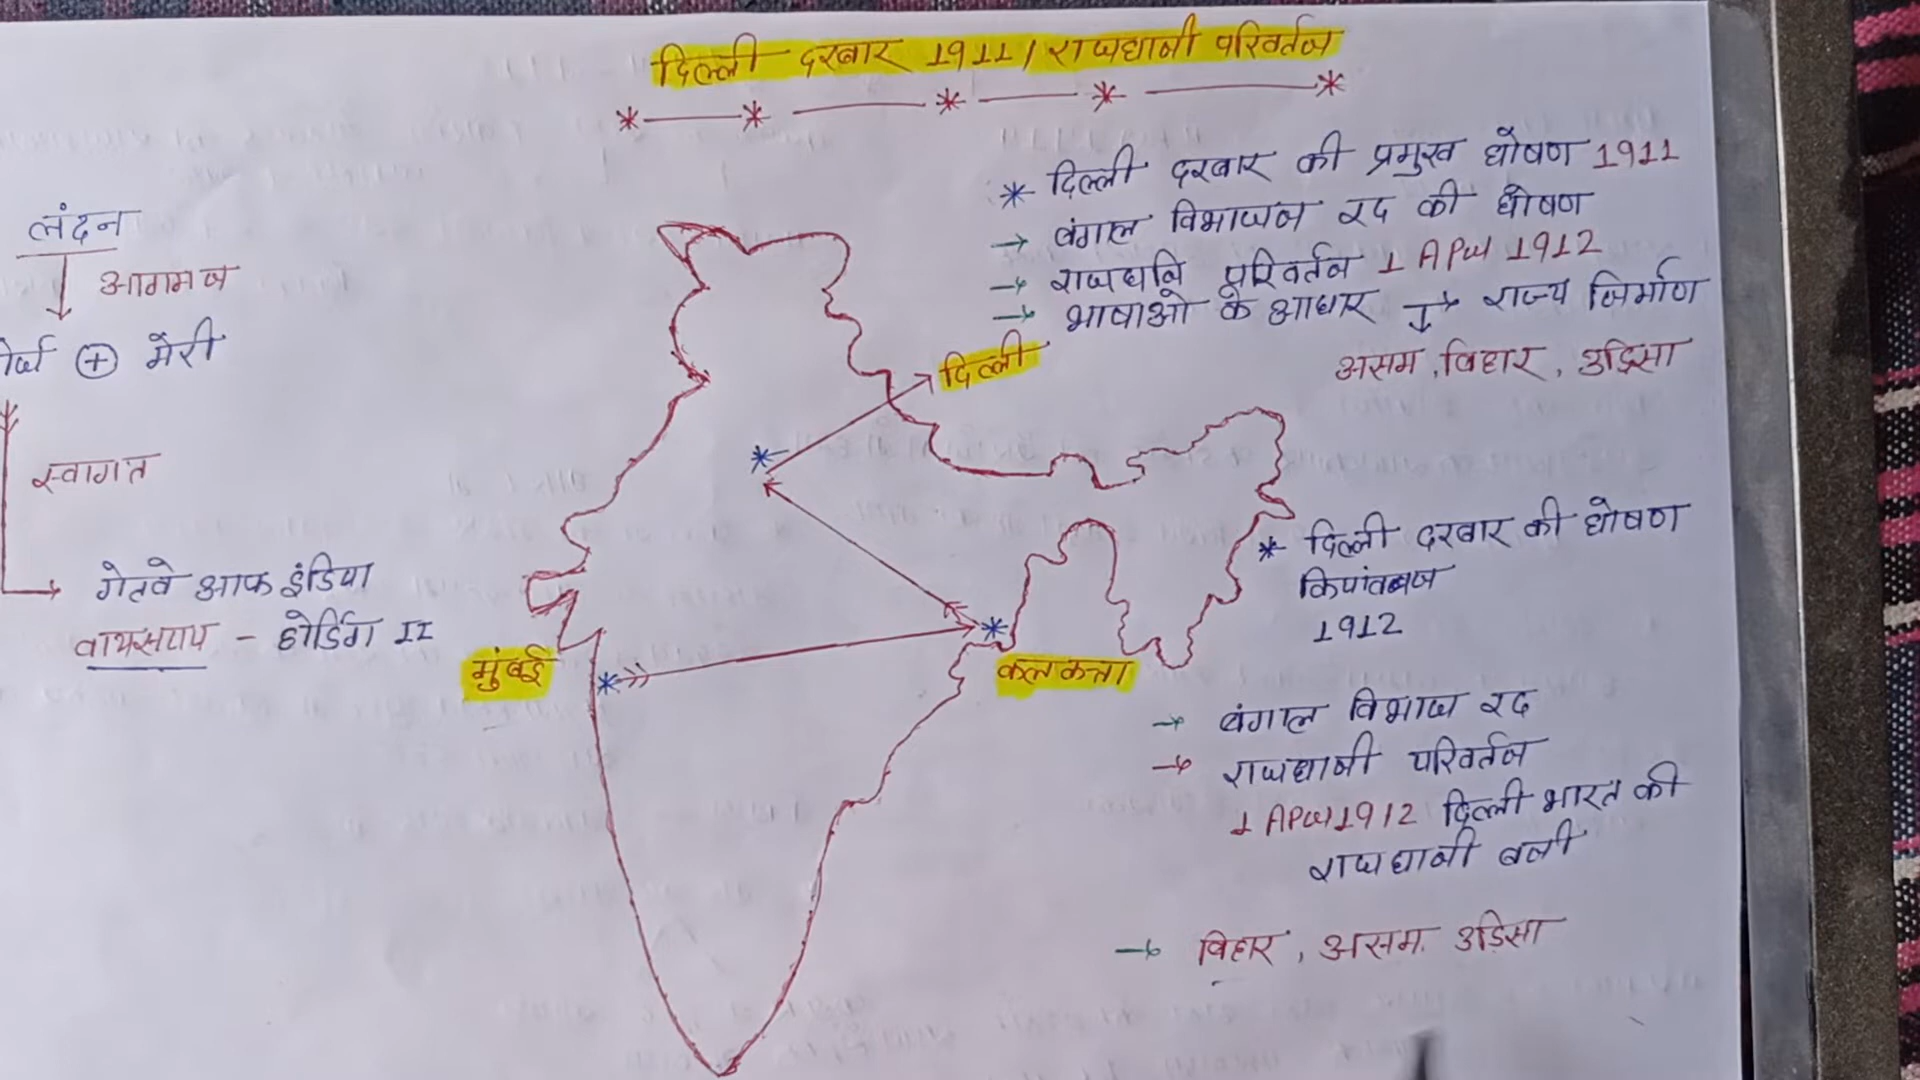 दिल्ली दरबार 1911 / राजधानी परिवर्तन
* दिल्ली दरबार की प्रमुख घोषण 1911
→ बंगाल विभाजन रद की घोषण
→ राजधानि परिवर्तन 1 APril 1912
→ भाषाओ के आधार → राज्य निर्माण
असम, बिहार, उड़िसा
लंदन
आगमन
+ मैरी
स्वागत
गेतवे आफ इंडिया
वायसराय - होर्डिग II
दिल्ली
मुंबई
कलकत्ता
* दिल्ली दरबार की घोषण
1912
→ बंगाल विभाज रद
→ राजधानी परिवर्तन
1 APril 1912 दिल्ली भारत की
राजधानी बनी
→ बिहार, असम, उडिसा